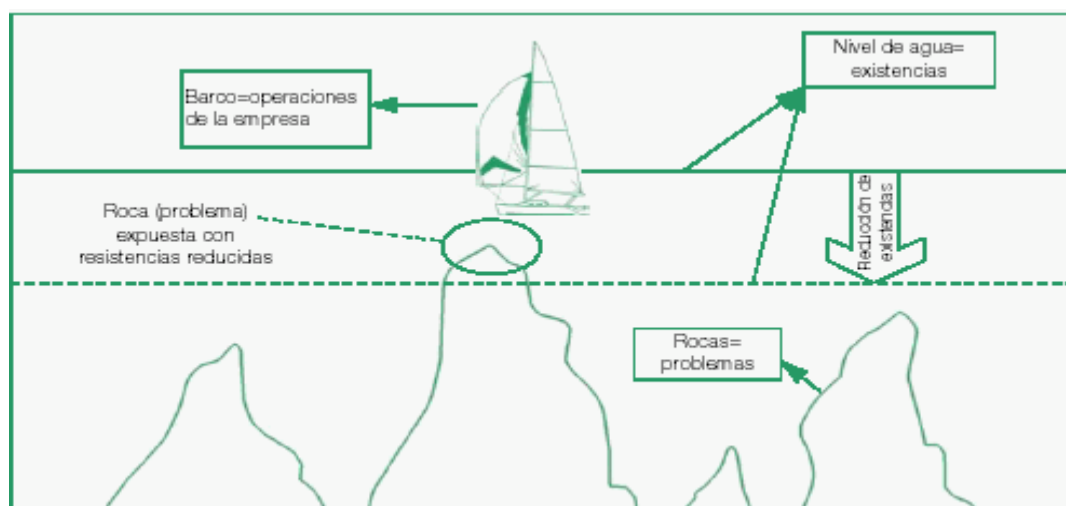 Barco=operaciones
de la empresa
Nivel de agua=
existencias
Roca (problema)
expuesta con
resistencias reducidas
Reducción de
existendas
Rocas=
problemas